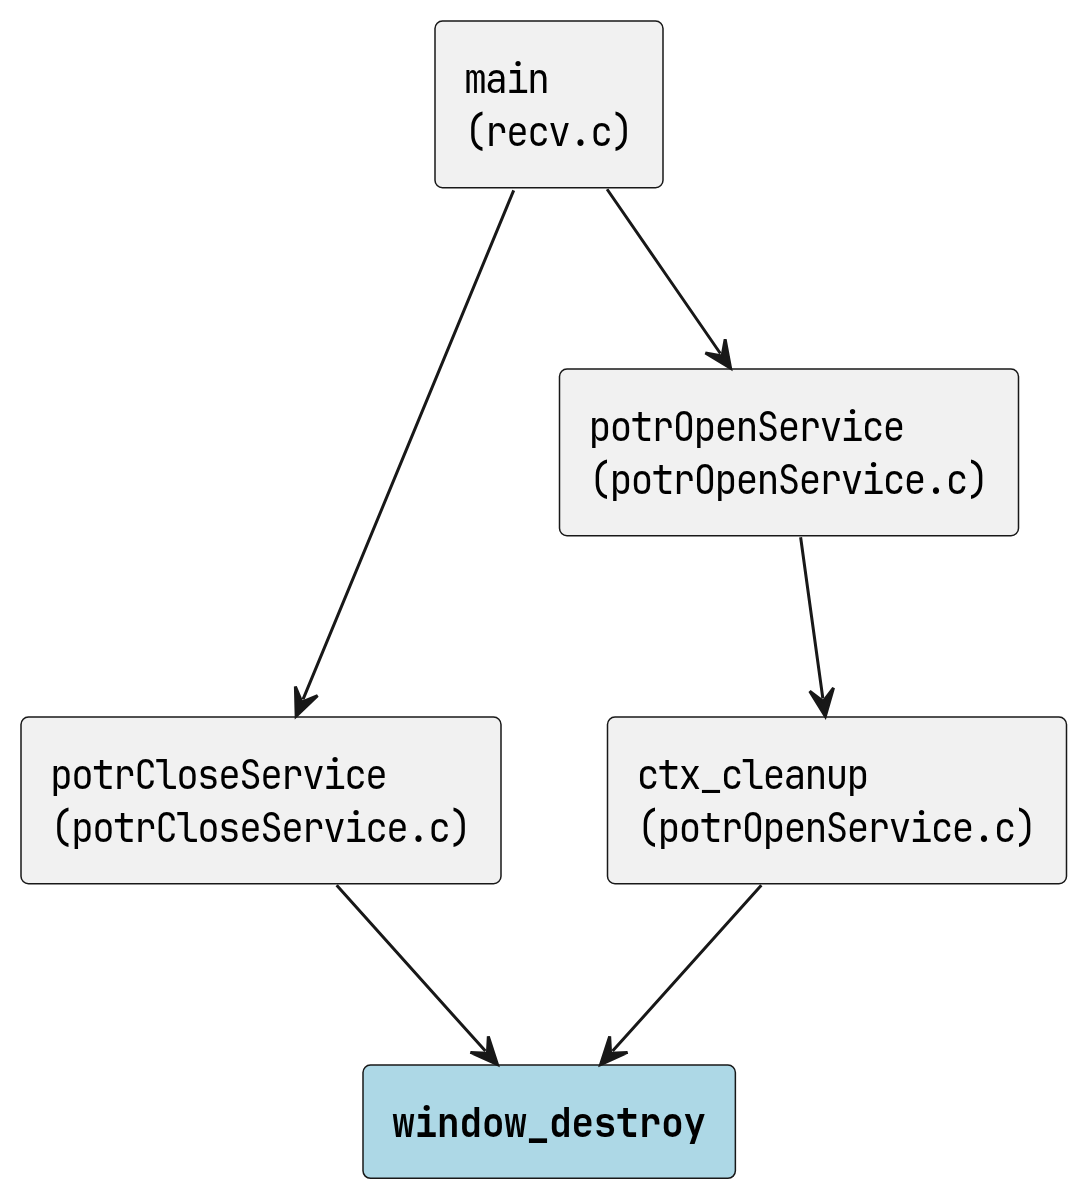 main
(recv.c)
potrOpenService
(potrOpenService.c)
potrCloseService
(potrCloseService.c)
ctx_cleanup
(potrOpenService.c)
window_destroy